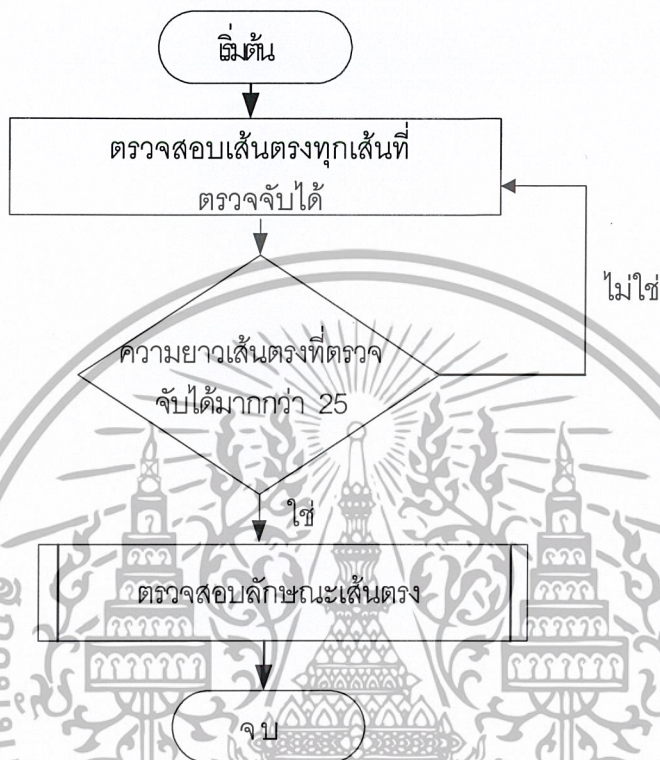 เริ่มต้น
ตรวจสอบเส้นตรงทุกเส้นที่
ตรวจจับได้
ไม่ใช่
ความยาวเส้นตรงที่ตรวจ
จับได้มากกว่า 25
ใช่
ตรวจสอบลักษณะเส้นตรง
จบ